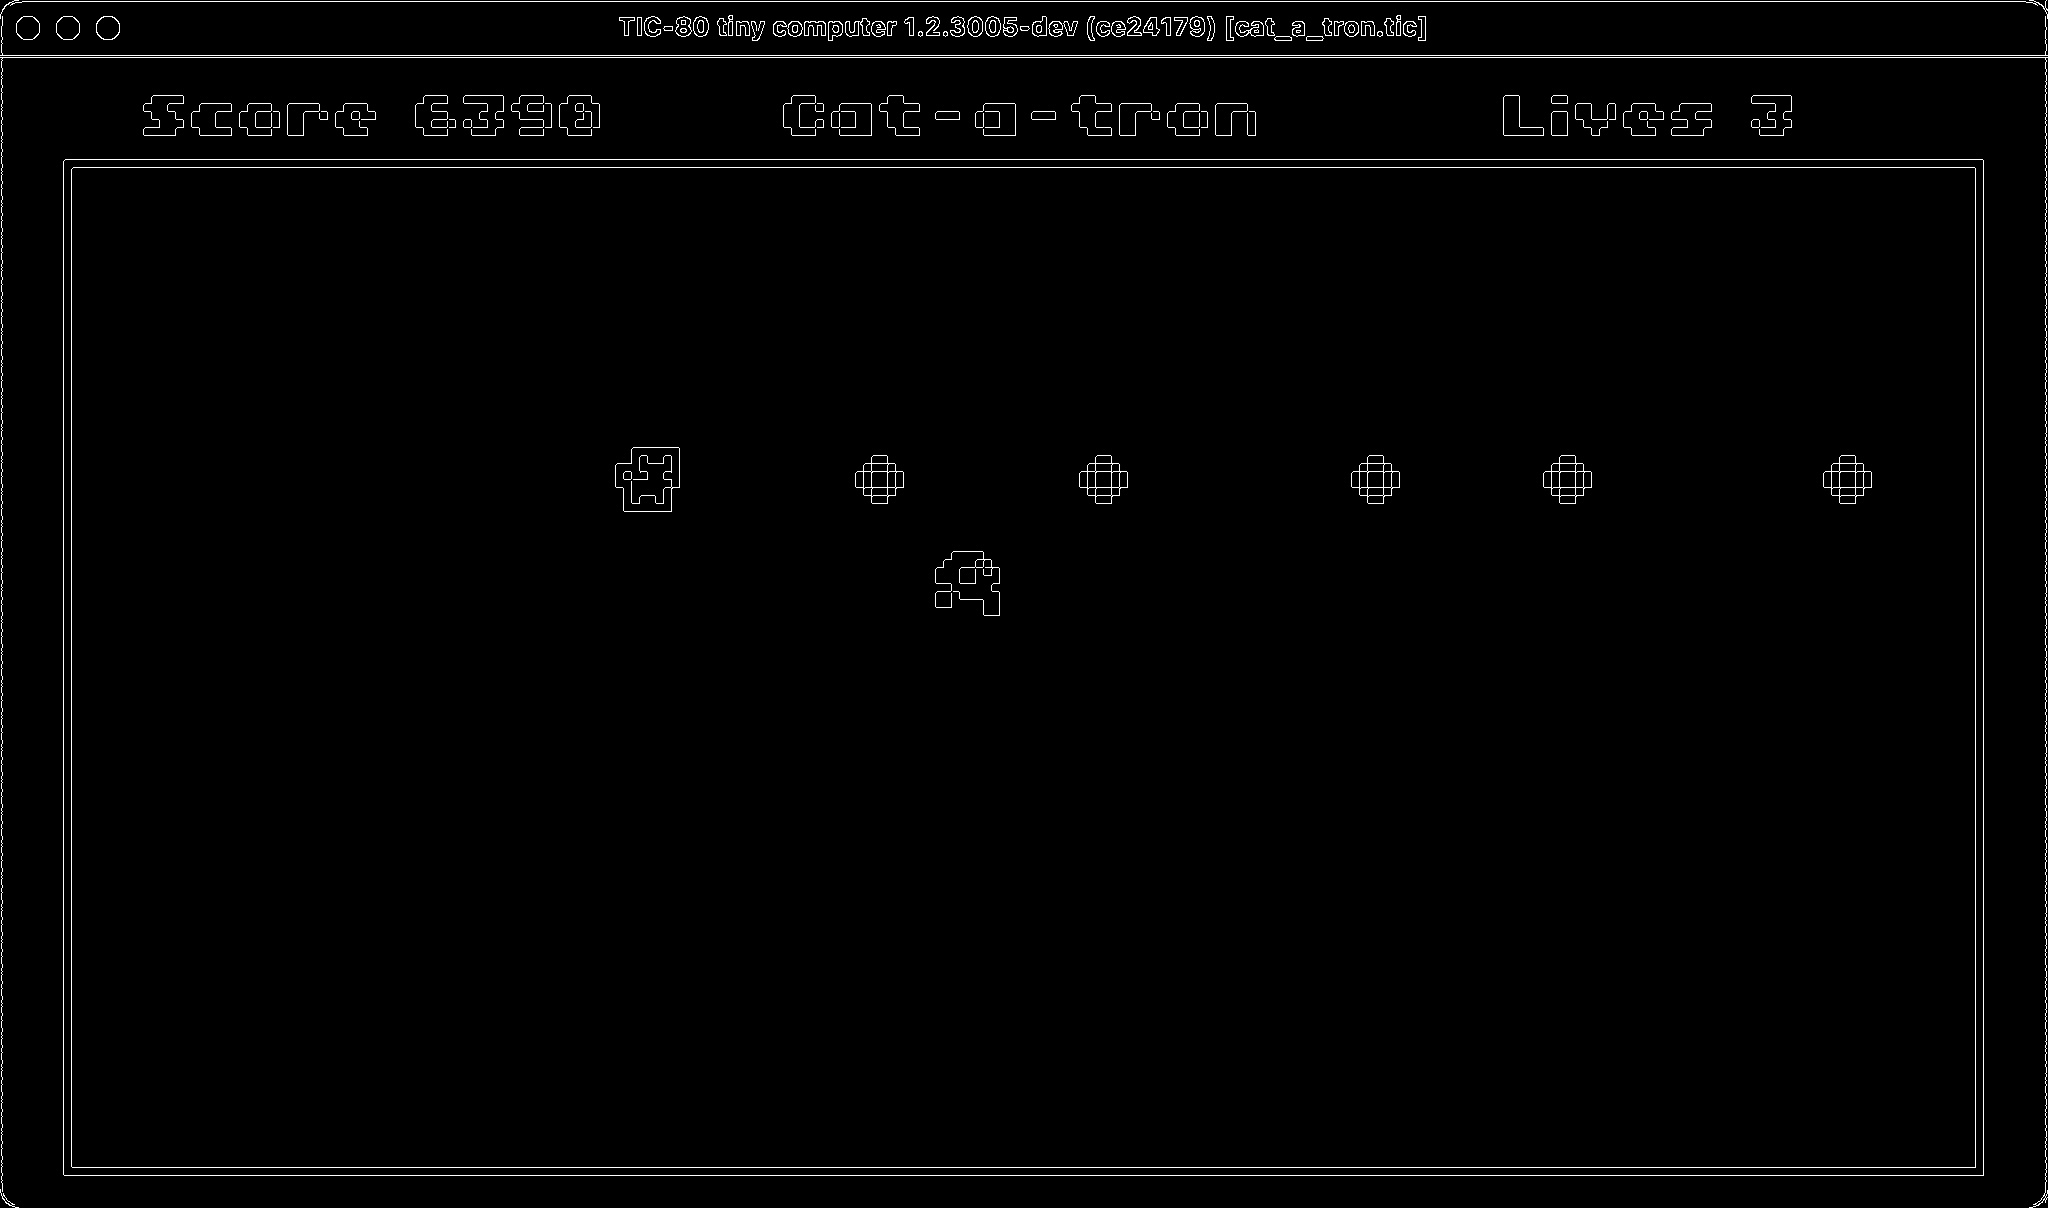 TIC-80 tiny computer 1.2.3005-dev (ce24179) [cat_a_tron.tic]
Score 6390 Cat-a-tron Lives 3